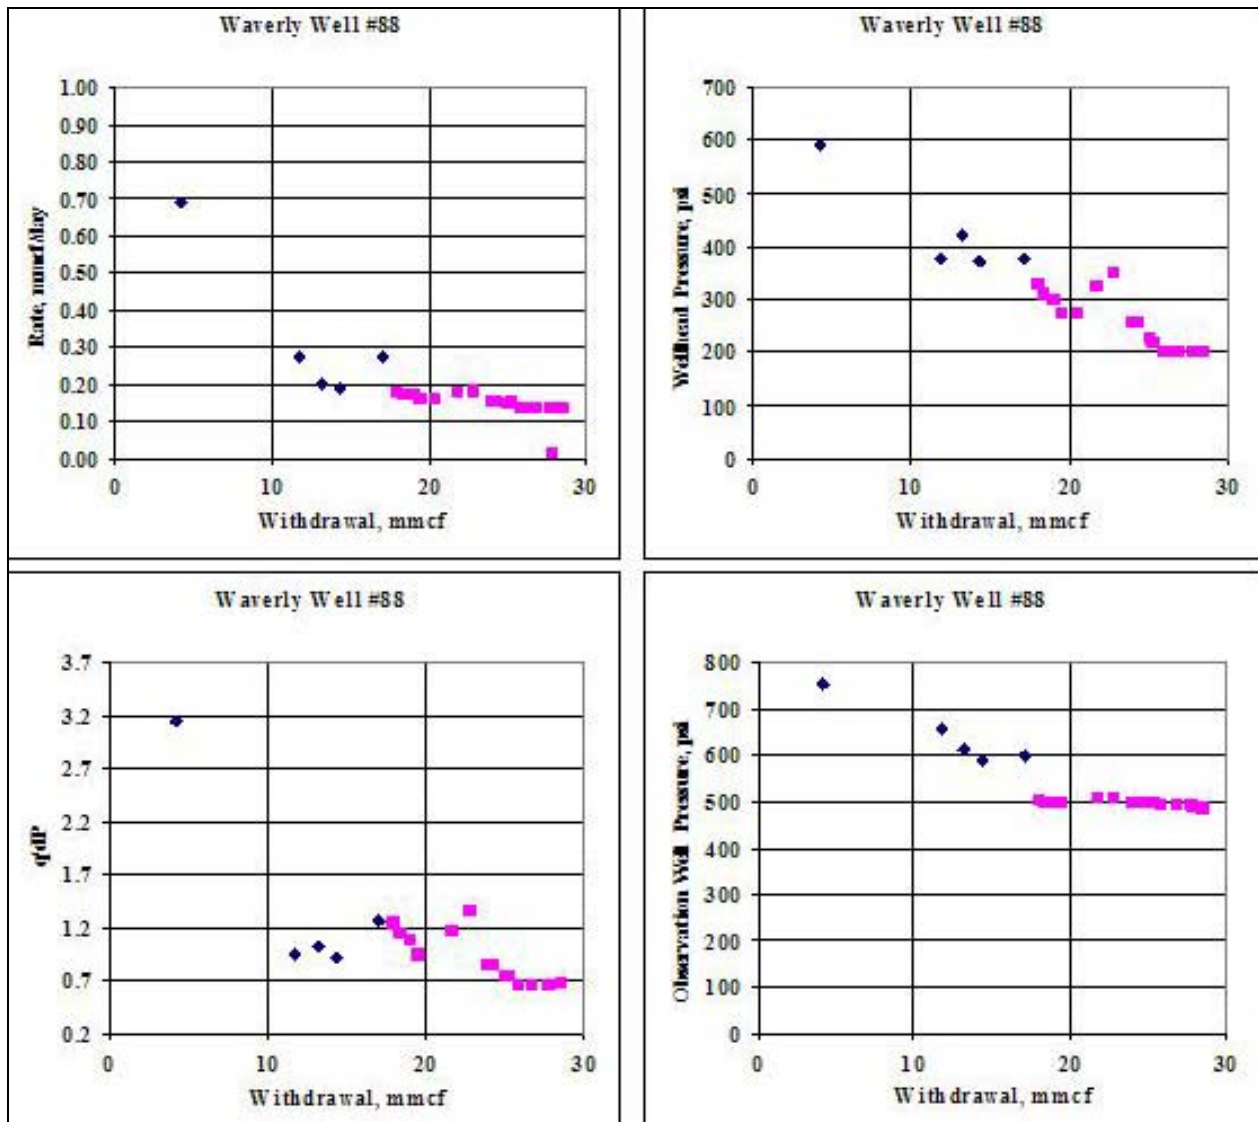 Waverly Well #88
Rate, mmcf/day
1.00
0.90
0.80
0.70
0.60
0.50
0.40
0.30
0.20
0.10
0.00
0 10 20 30
Withdrawal, mmcf
Waverly Well #88
Wellhead Pressure, psi
700
600
500
400
300
200
100
0
0 10 20 30
Withdrawal, mmcf
Waverly Well #88
q/dP
3.7
3.2
2.7
2.2
1.7
1.2
0.7
0.2
0 10 20 30
Withdrawal, mmcf
Waverly Well #88
Observation Well Pressure, psi
800
700
600
500
400
300
200
100
0
0 10 20 30
Withdrawal, mmcf